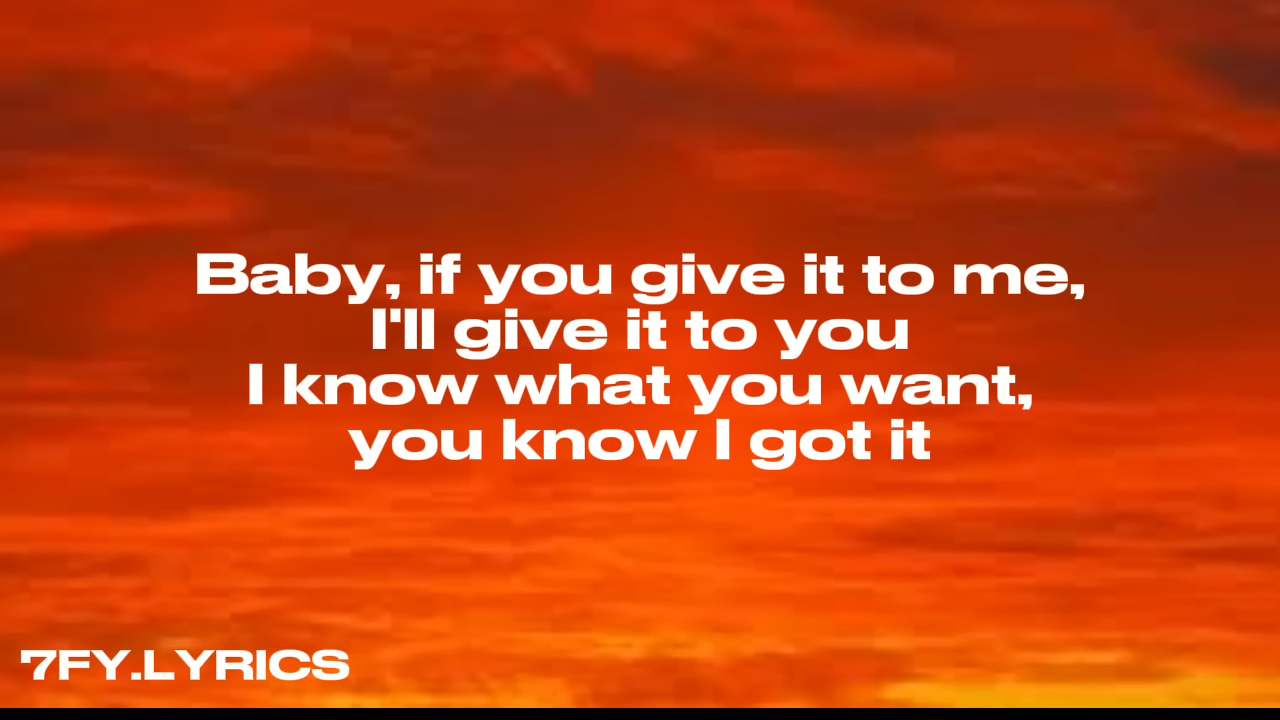 Baby, if you give it to me,
I'll give it to you
I know what you want,
you know I got it
7FY.LYRICS